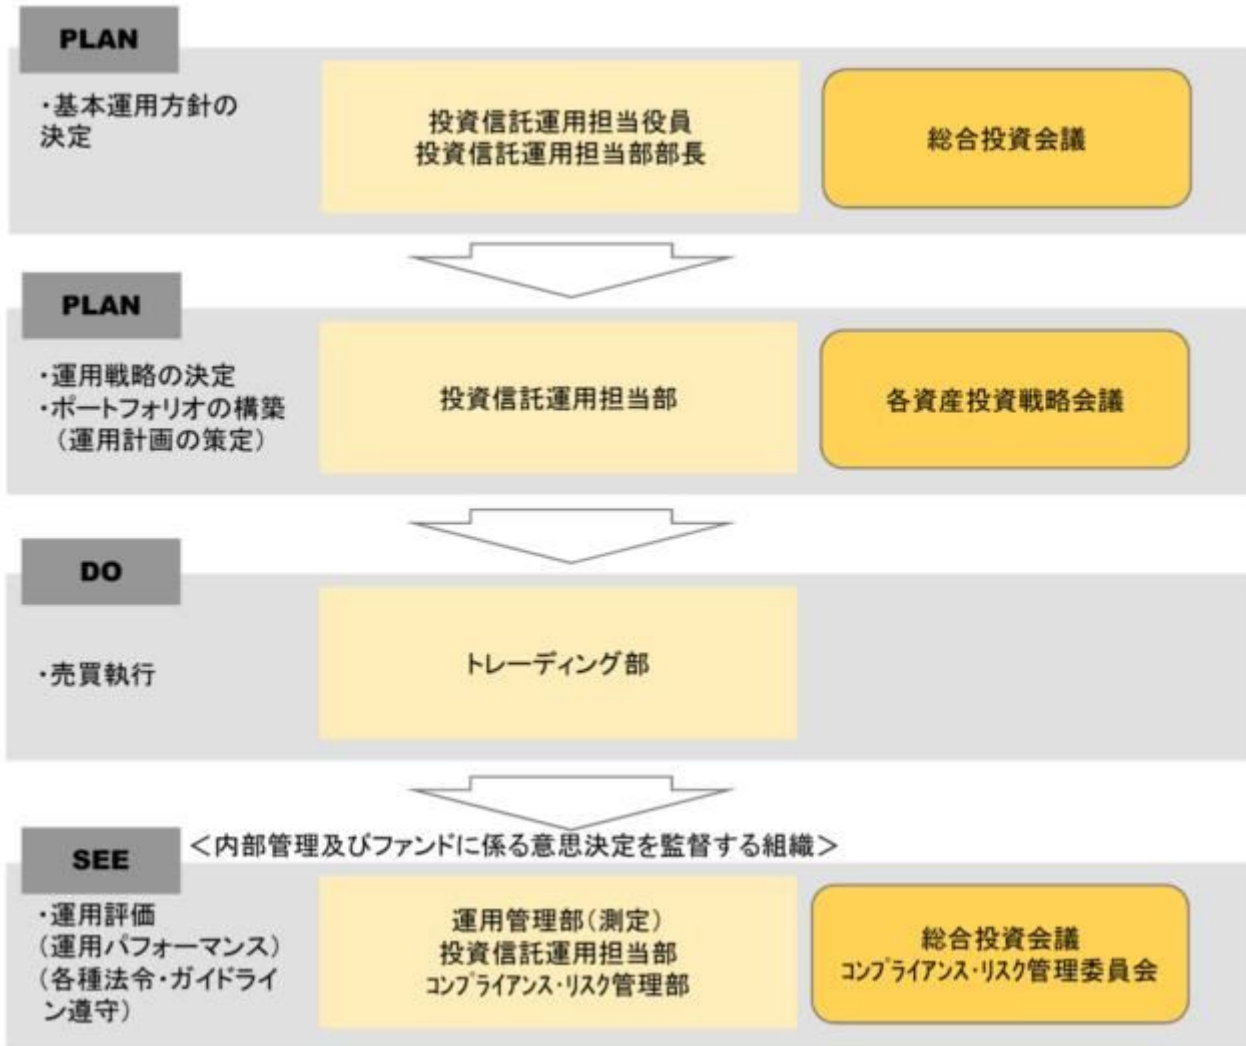 PLAN
・基本運用方針の
決定
投資信託運用担当役員
投資信託運用担当部部長
総合投資会議
PLAN
・運用戦略の決定
・ポートフォリオの構築
（運用計画の策定）
投資信託運用担当部
各資産投資戦略会議
DO
・売買執行
トレーディング部
SEE
＜内部管理及びファンドに係る意思決定を監督する組織＞
・運用評価
（運用パフォーマンス）
（各種法令・ガイドライ
ン遵守）
運用管理部（測定）
投資信託運用担当部
ｺﾝﾌﾟﾗｲｱﾝｽ・ﾘｽｸ管理部
総合投資会議
ｺﾝﾌﾟﾗｲｱﾝｽ・ﾘｽｸ管理委員会